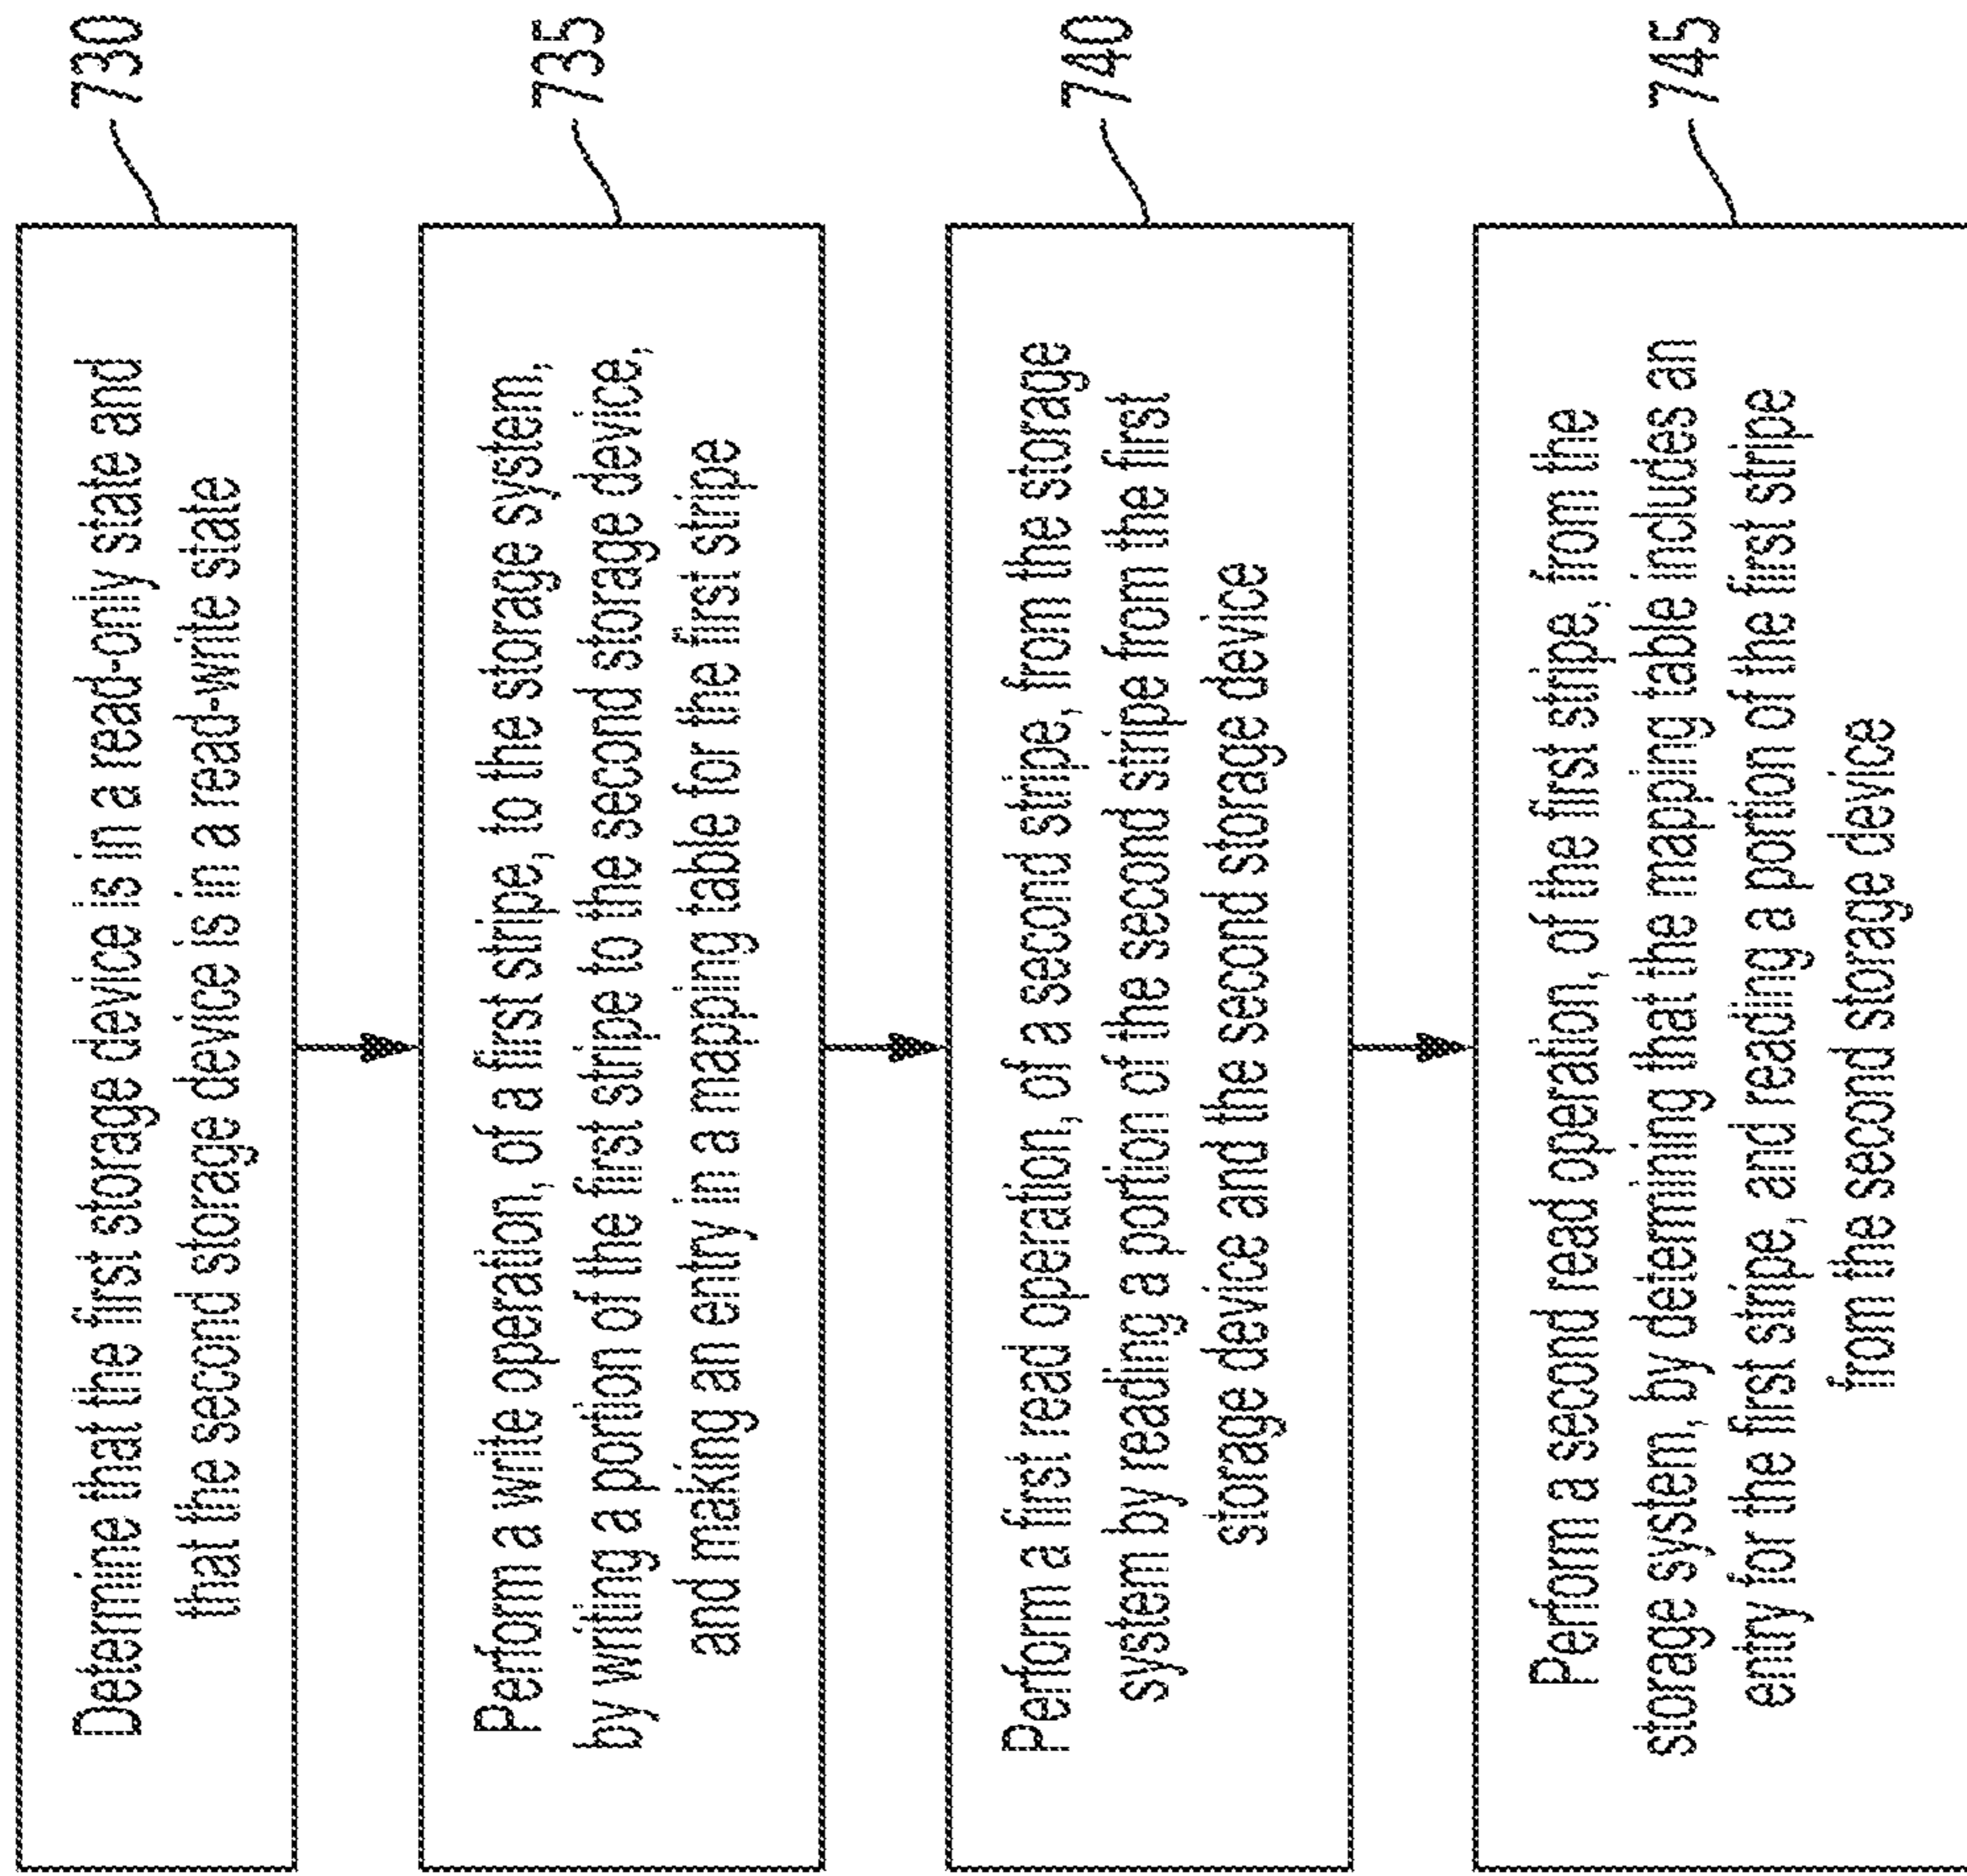 Determine that the first storage device is in a read-only state and
that the second storage device is in a read-write state
730
Perform a write operation, of a first stripe, to the storage system,
by writing a portion of the first stripe to the second storage device,
and making an entry in a mapping table for the first stripe
735
Perform a first read operation, of a second stripe, from the storage
system by reading a portion of the second stripe from the first
storage device and the second storage device
740
Perform a second read operation, of the first stripe, from the
storage system, by determining that the mapping table includes an
entry for the first stripe, and reading a portion of the first stripe
from the second storage device
745